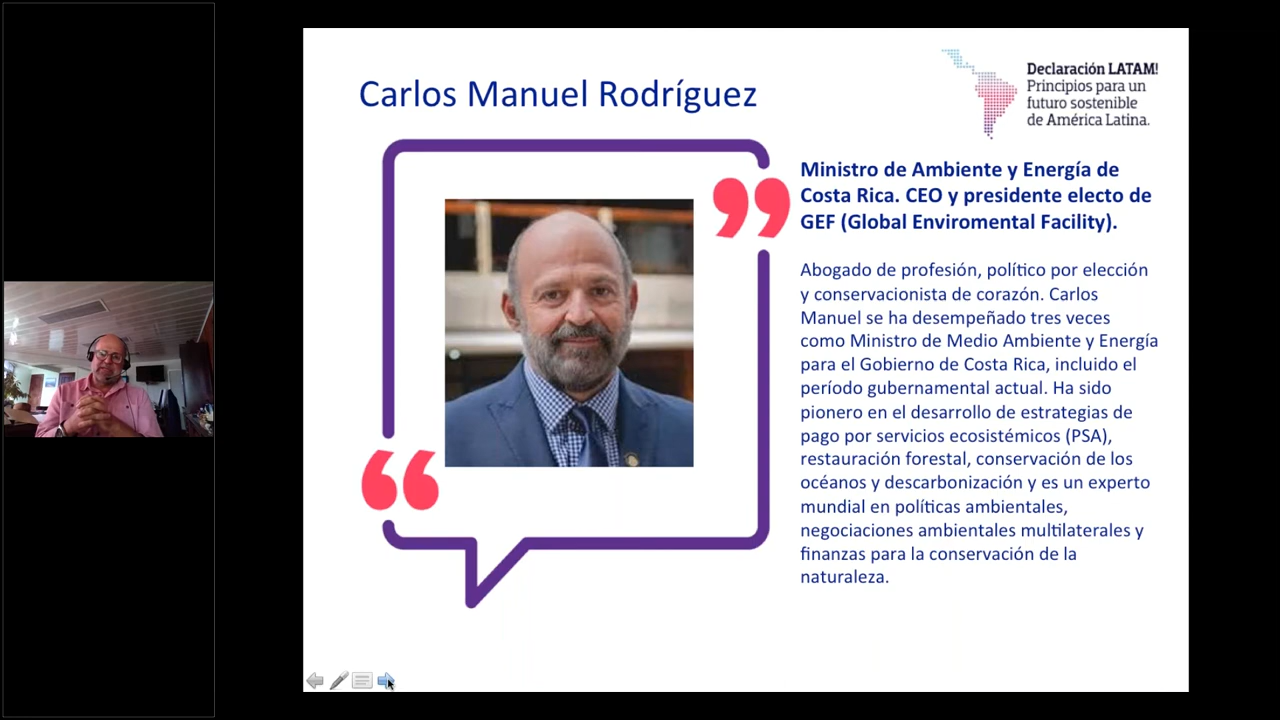 Carlos Manuel Rodríguez
Declaración LATAM!
Principios para un
futuro sostenible
de América Latina.
Ministro de Ambiente y Energía de
Costa Rica. CEO y presidente electo de
GEF (Global Enviromental Facility).
Abogado de profesión, político por elección
y conservacionista de corazón. Carlos
Manuel se ha desempeñado tres veces
como Ministro de Medio Ambiente y Energía
para el Gobierno de Costa Rica, incluido el
período gubernamental actual. Ha sido
pionero en el desarrollo de estrategias de
pago por servicios ecosistémicos (PSA),
restauración forestal, conservación de los
océanos y descarbonización y es un experto
mundial en políticas ambientales,
negociaciones ambientales multilaterales y
finanzas para la conservación de la
naturaleza.